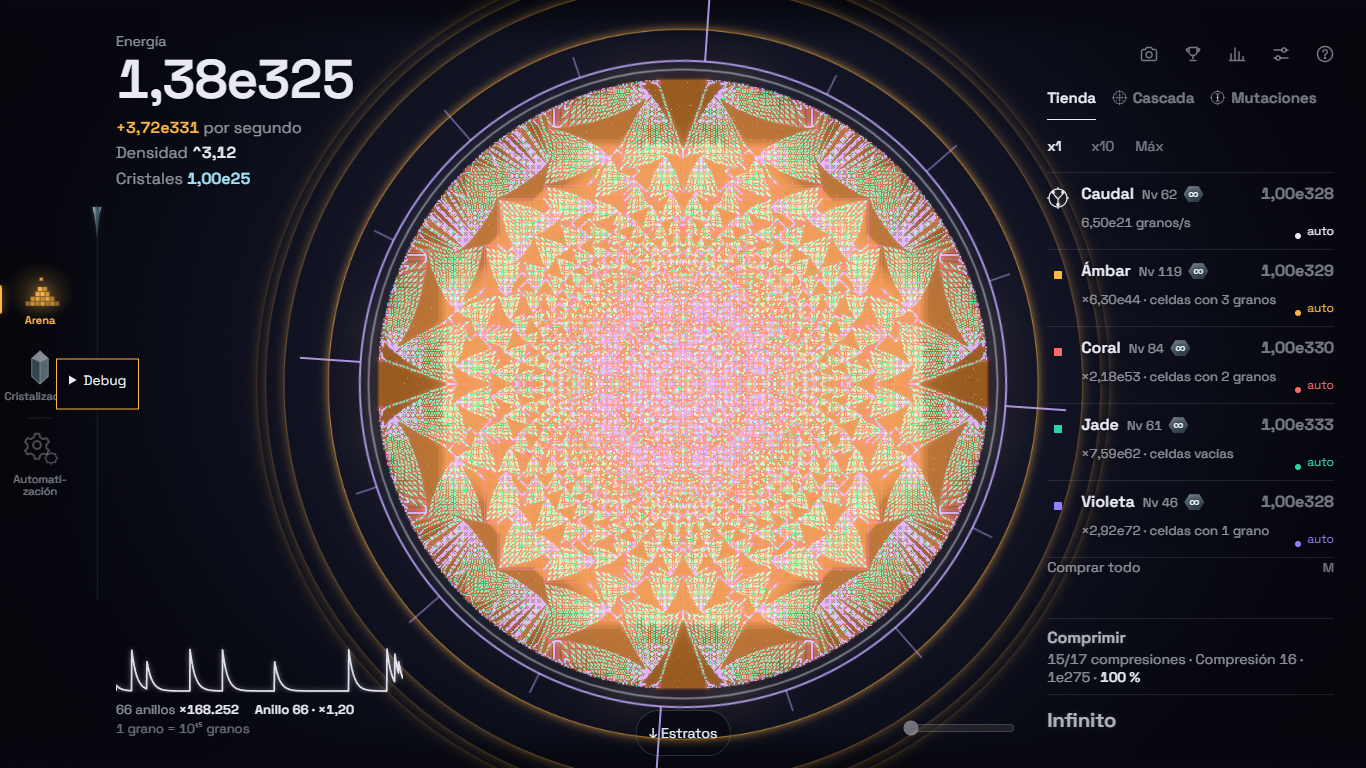 Energía
1,38e325
+3,72e331 por segundo
Densidad ^3,12
Cristales 1,00e25
Arena
Debug
Automati-
zación
66 anillos ×168.252 Anillo 66 · ×1,20
1 grano = 10¹⁵ granos
↓ Estratos
Tienda Cascada Mutaciones
x1 x10 Máx
Caudal Nv 62 ∞ 1,00e328
6,50e21 granos/s auto
Ámbar Nv 119 ∞ 1,00e329
×6,30e44 · celdas con 3 granos auto
Coral Nv 84 ∞ 1,00e330
×2,18e53 · celdas con 2 granos auto
Jade Nv 61 ∞ 1,00e333
×7,59e62 · celdas vacías auto
Violeta Nv 46 ∞ 1,00e328
×2,92e72 · celdas con 1 grano auto
Comprar todo M
Comprimir
15/17 compresiones · Compresión 16 ·
1e275 · 100 %
Infinito